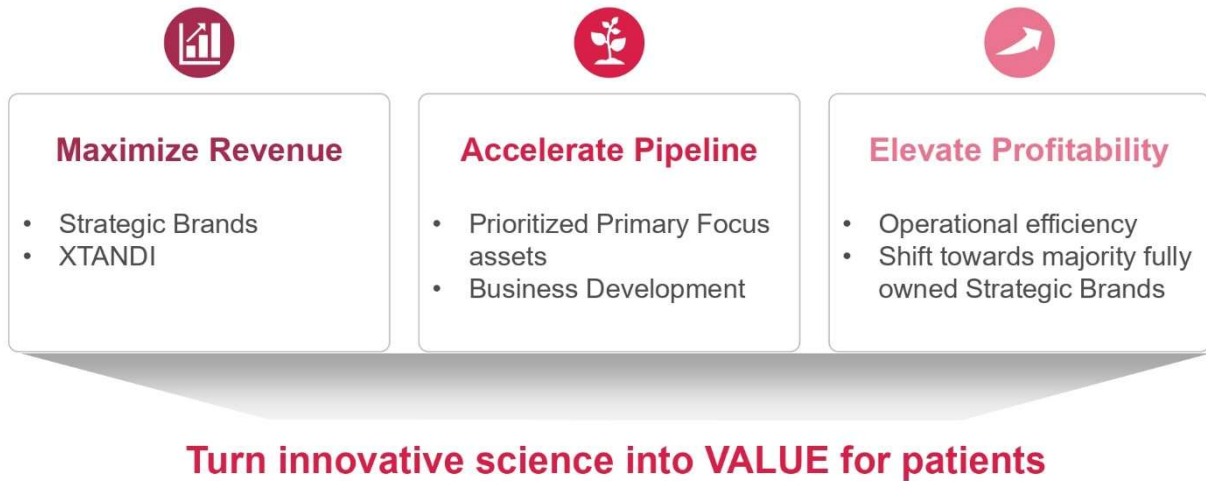 Maximize Revenue
• Strategic Brands
• XTANDI
Accelerate Pipeline
• Prioritized Primary Focus
assets
• Business Development
Elevate Profitability
• Operational efficiency
• Shift towards majority fully
owned Strategic Brands
Turn innovative science into VALUE for patients